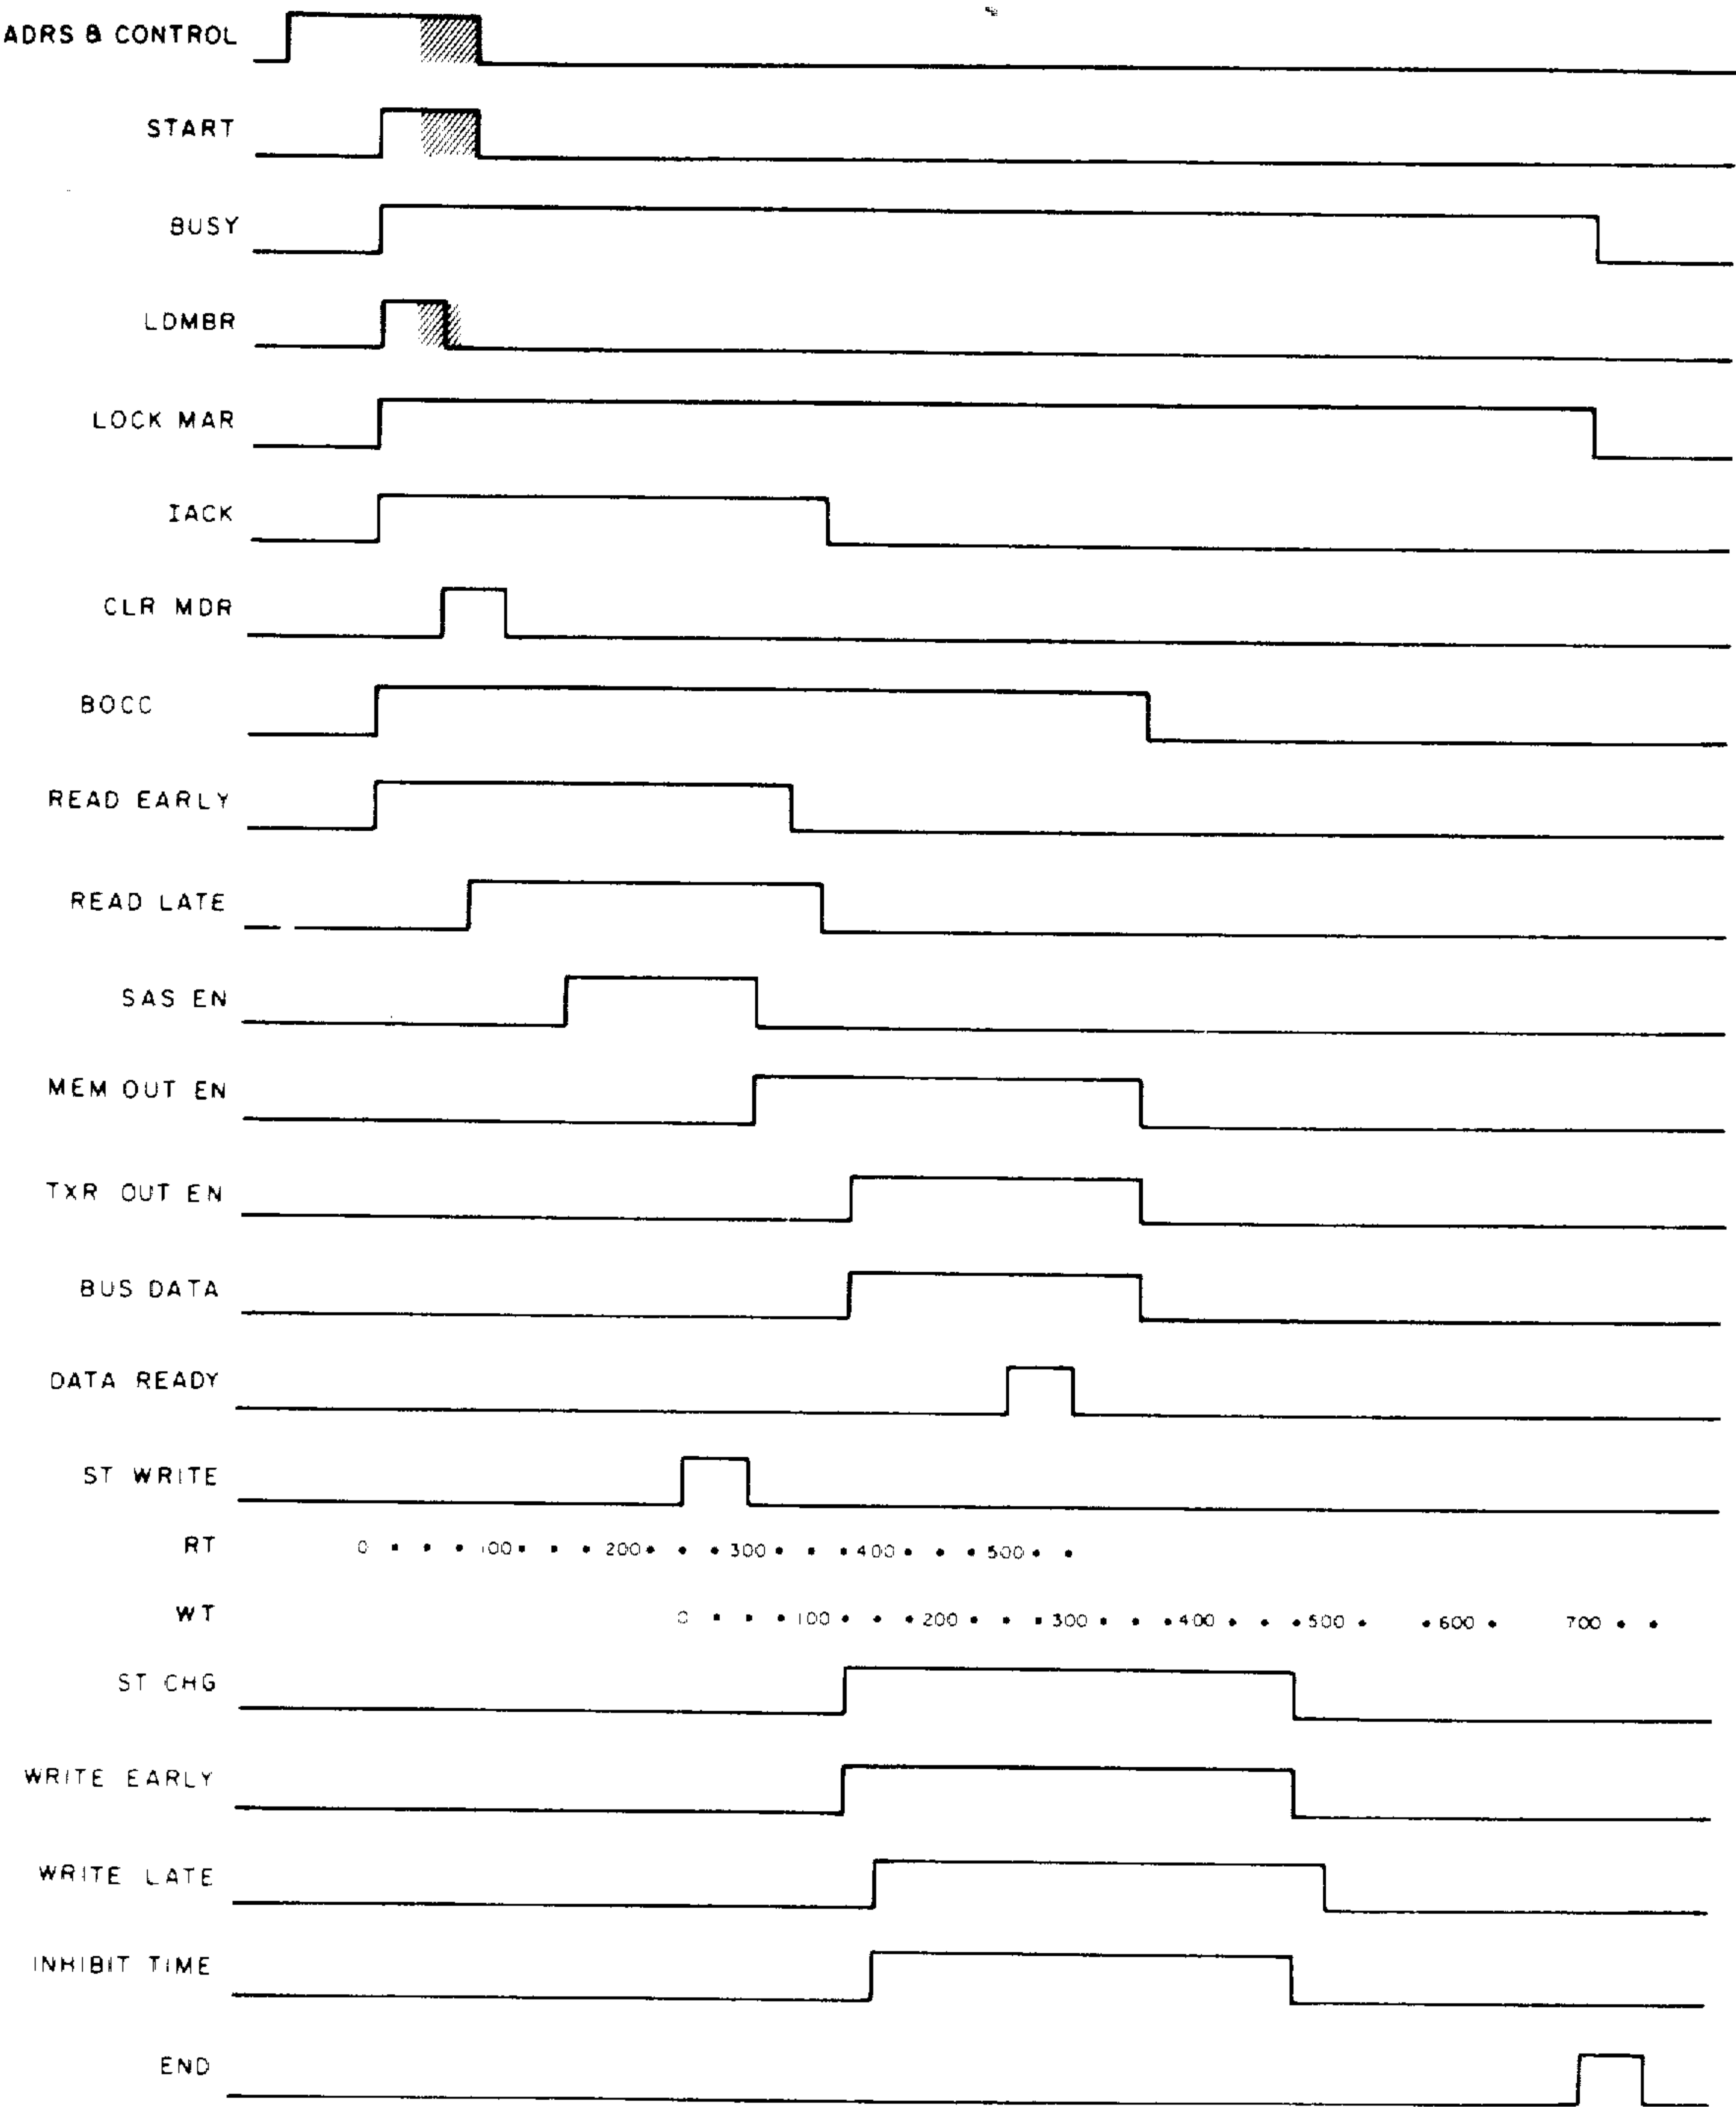 ADRS & CONTROL
START
BUSY
LDMBR
LOCK MAR
IACK
CLR MDR
BOCC
READ EARLY
READ LATE
SAS EN
MEM OUT EN
TXR OUT EN
BUS DATA
DATA READY
ST WRITE
RT 0 • • • 100 • • • 200 • • • 300 • • • 400 • • • 500 • •
WT 0 • • • 100 • • • 200 • • • 300 • • • 400 • • • 500 • • 600 • 700 • •
ST CHG
WRITE EARLY
WRITE LATE
INHIBIT TIME
END